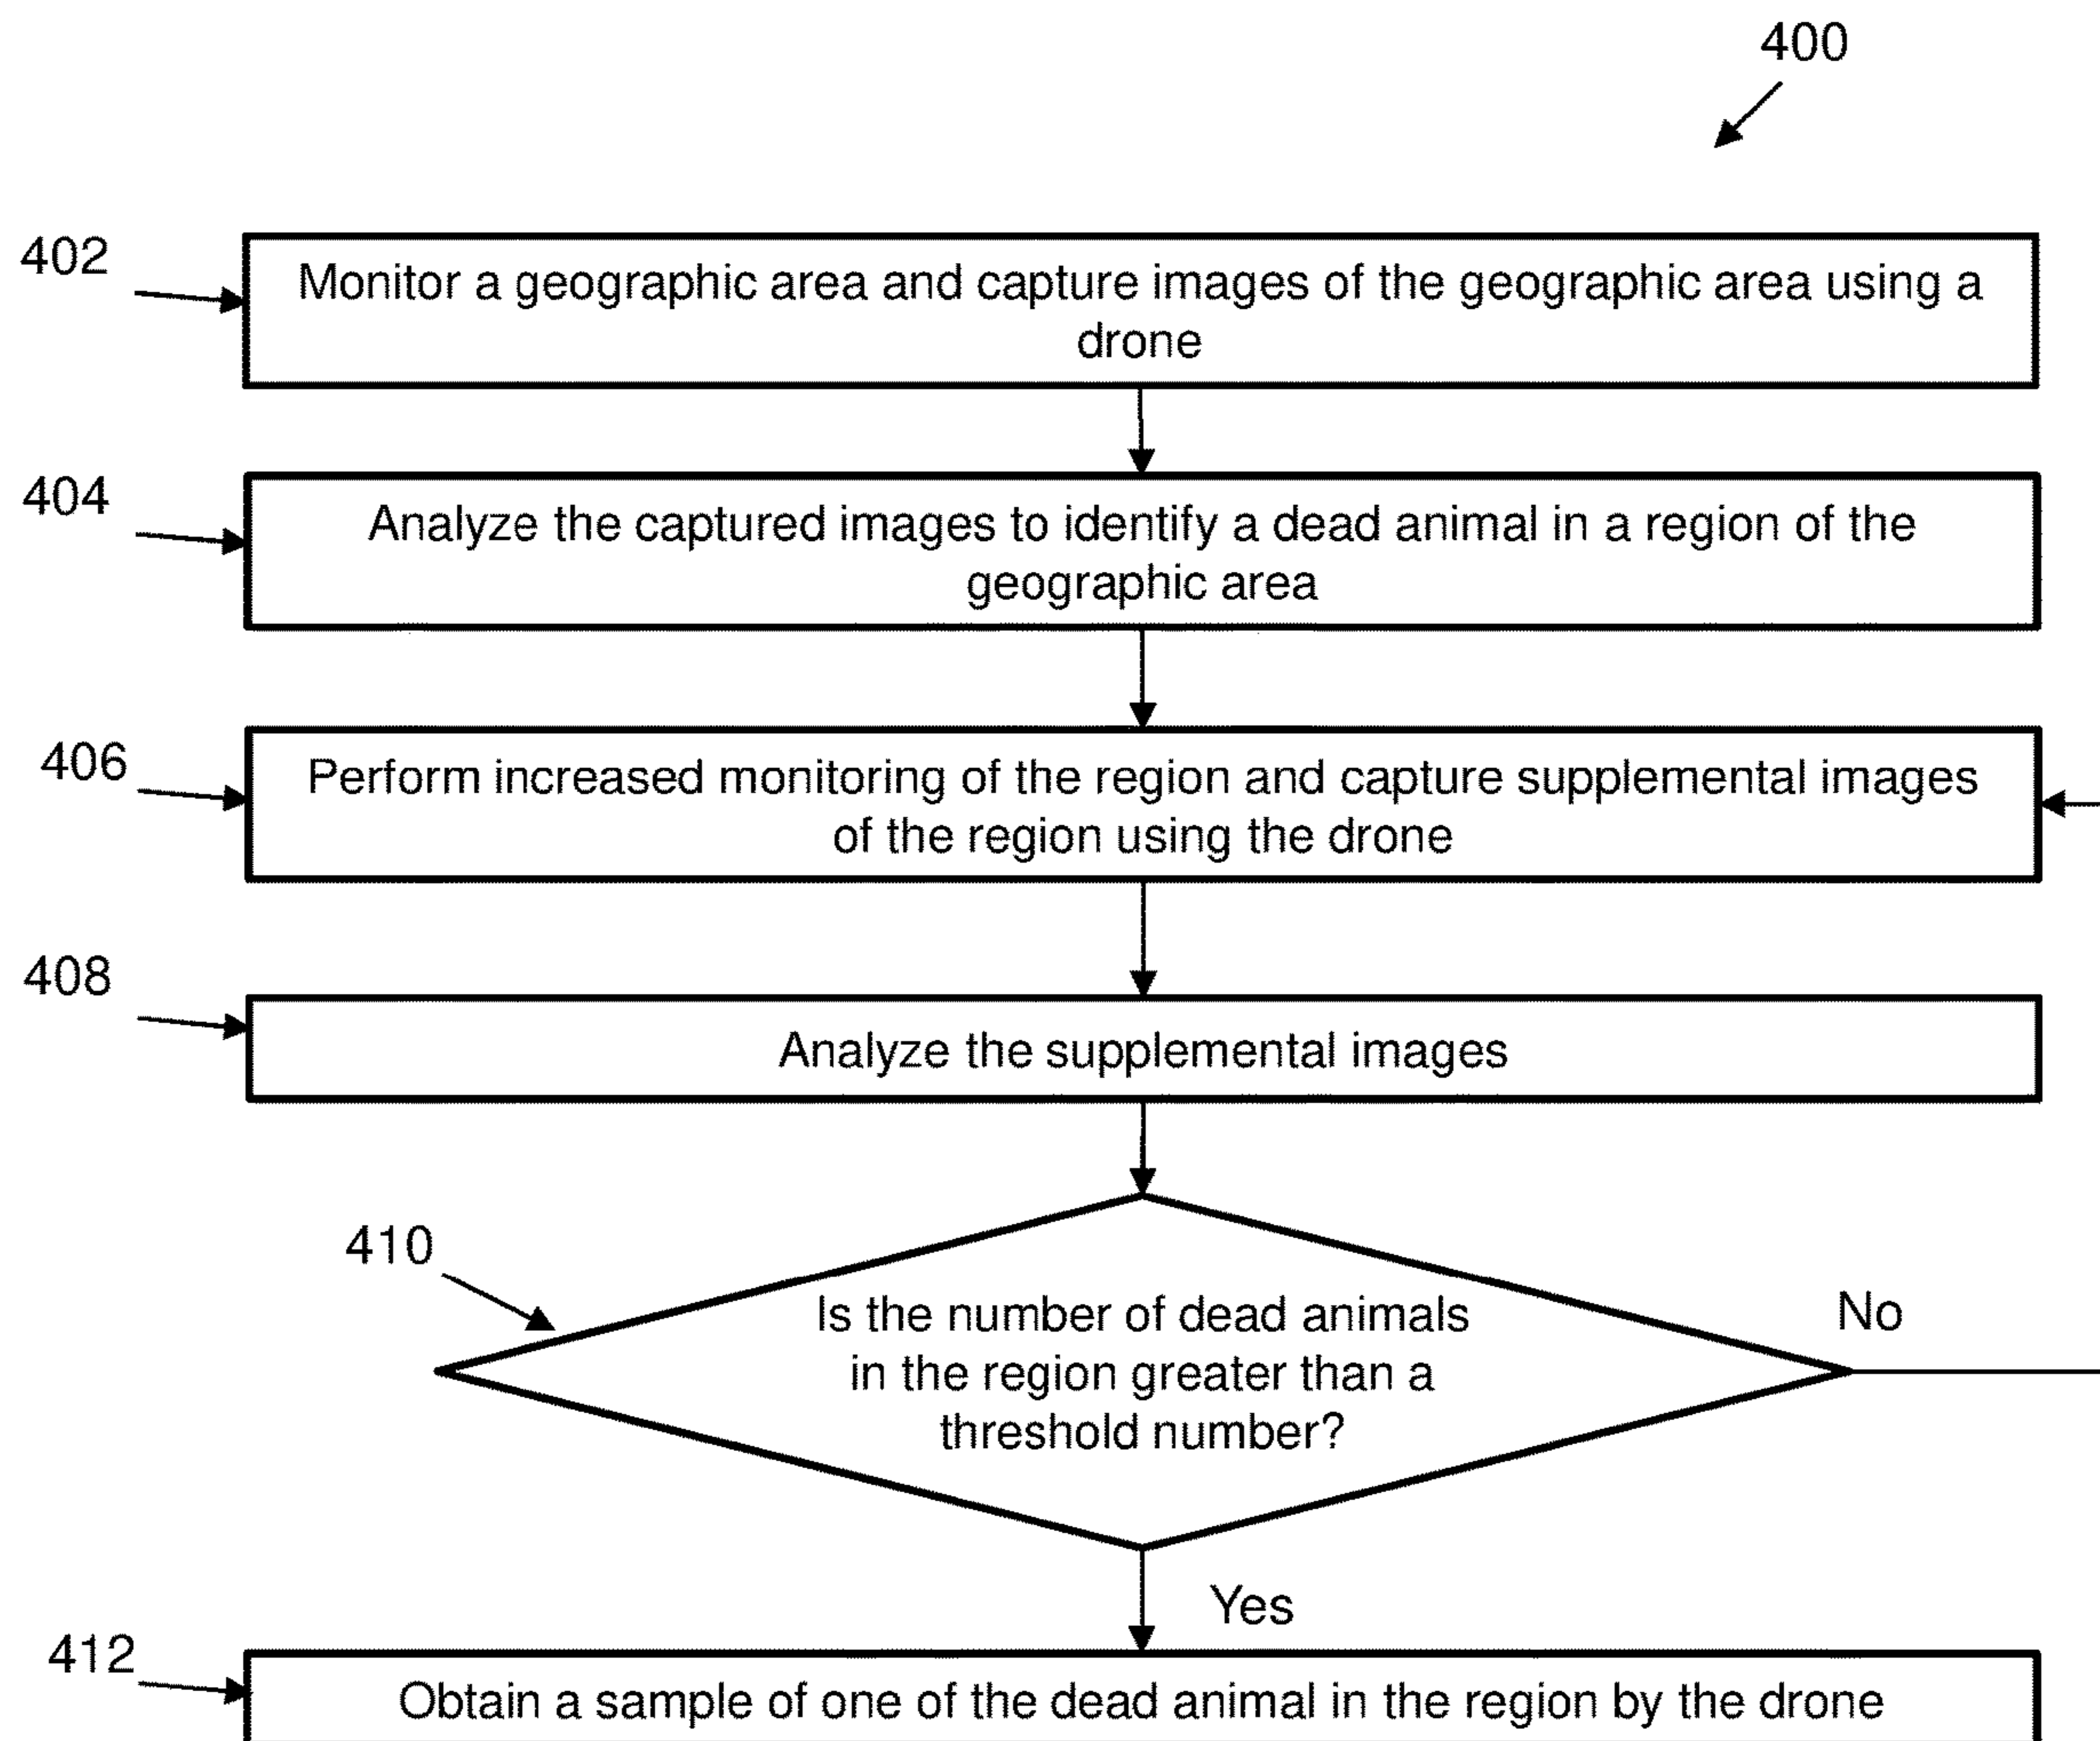 400
402
Monitor a geographic area and capture images of the geographic area using a
drone
404
Analyze the captured images to identify a dead animal in a region of the
geographic area
406
Perform increased monitoring of the region and capture supplemental images
of the region using the drone
408
Analyze the supplemental images
410
Is the number of dead animals
in the region greater than a
threshold number?
No
Yes
412
Obtain a sample of one of the dead animal in the region by the drone